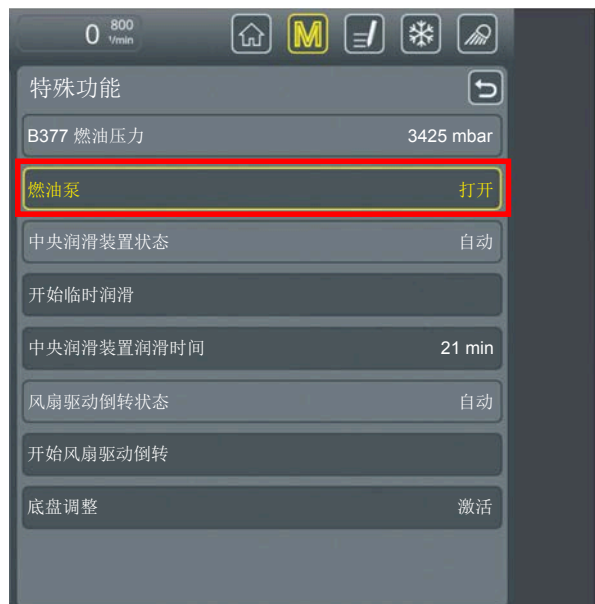 0 800
1/min
M
特殊功能
B377 燃油压力 3425 mbar
燃油泵 打开
中央润滑装置状态 自动
开始临时润滑
中央润滑装置润滑时间 21 min
风扇驱动倒转状态 自动
开始风扇驱动倒转
底盘调整 激活